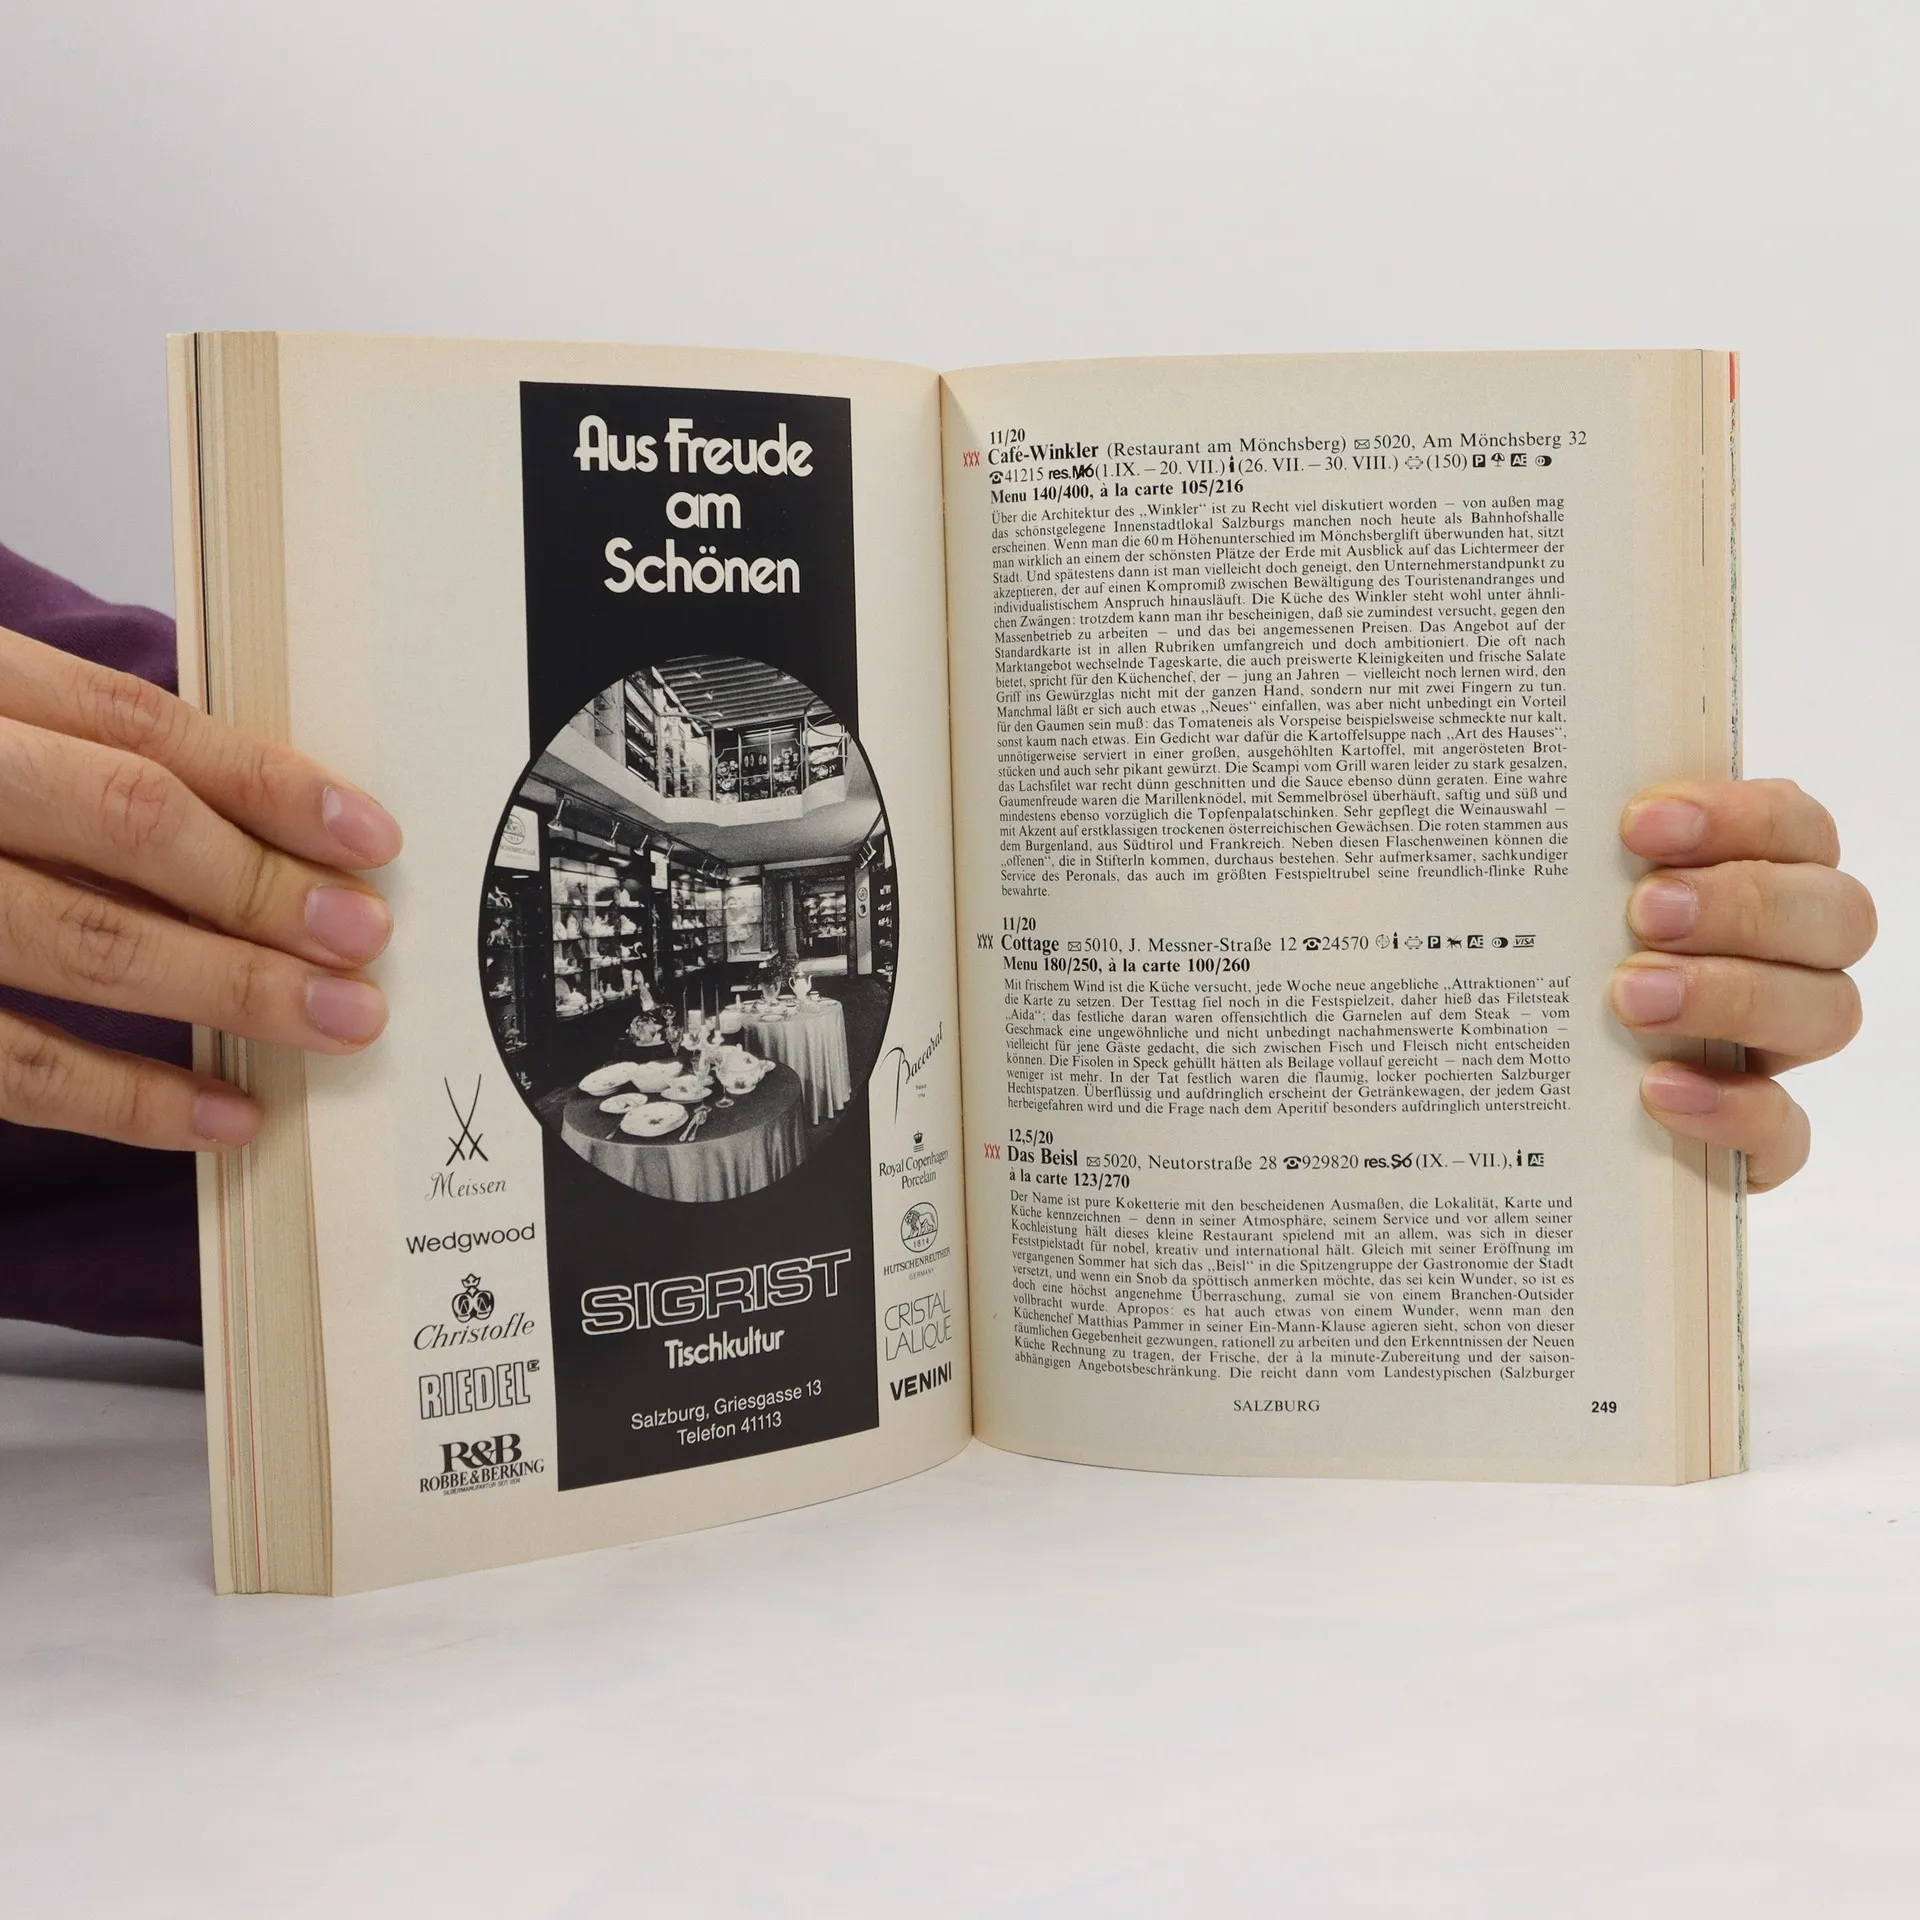 Aus Freude
am
Schönen
Meissen
Wedgwood
Christofle
RIEDEL
R&B
ROBBE & BERKING
SILBERMANUFAKTUR SEIT 1874
Baccarat
Royal Copenhagen
Porcelain
1814
HUTSCHENREUTHER
GERMANY
CRISTAL
LALIQUE
VENINI
SIGRIST
Tischkultur
Salzburg, Griesgasse 13
Telefon 41113
11/20
Café-Winkler (Restaurant am Mönchsberg) 5020, Am Mönchsberg 32
41215 res. (1.IX. – 20. VII.) (26. VII. – 30. VIII.) (150) P AE
Menu 140/400, à la carte 105/216
Über die Architektur des „Winkler“ ist zu Recht viel diskutiert worden – von außen mag
das schönstgelegene Innenstadtlokal Salzburgs manchen noch heute als Bahnhofshalle
erscheinen. Wenn man die 60 m Höhenunterschied im Mönchsberglift überwunden hat, sitzt
man wirklich an einem der schönsten Plätze der Erde mit Ausblick auf das Lichtermeer der
Stadt. Und spätestens dann ist man vielleicht doch geneigt, den Unternehmerstandpunkt zu
akzeptieren, der auf einen Kompromiß zwischen Bewältigung des Touristenandranges und
individualistischem Anspruch hinausläuft. Die Küche des Winkler steht wohl unter ähnli-
chen Zwängen: trotzdem kann man ihr bescheinigen, daß sie zumindest versucht, gegen den
Massenbetrieb zu arbeiten – und das bei angemessenen Preisen. Das Angebot auf der
Standardkarte ist in allen Rubriken umfangreich und doch ambitioniert. Die oft nach
Marktangebot wechselnde Tageskarte, die auch preiswerte Kleinigkeiten und frische Salate
bietet, spricht für den Küchenchef, der – jung an Jahren – vielleicht noch lernen wird, den
Griff ins Gewürzglas nicht mit der ganzen Hand, sondern nur mit zwei Fingern zu tun.
Manchmal läßt er sich auch etwas „Neues“ einfallen, was aber nicht unbedingt ein Vorteil
für den Gaumen sein muß: das Tomateneis als Vorspeise beispielsweise schmeckte nur kalt,
sonst kaum nach etwas. Ein Gedicht war dafür die Kartoffelsuppe nach „Art des Hauses“,
unnötigerweise serviert in einer großen, ausgehöhlten Kartoffel, mit angerösteten Brot-
stücken und auch sehr pikant gewürzt. Die Scampi vom Grill waren leider zu stark gesalzen,
das Lachsfilet war recht dünn geschnitten und die Sauce ebenso dünn geraten. Eine wahre
Gaumenfreude waren die Marillenknödel, mit Semmelbrösel überhäuft, saftig und süß und
mindestens ebenso vorzüglich die Topfenpalatschinken. Sehr gepflegt die Weinauswahl –
mit Akzent auf erstklassigen trockenen österreichischen Gewächsen. Die roten stammen aus
dem Burgenland, aus Südtirol und Frankreich. Neben diesen Flaschenweinen können die
„offenen“, die in Stifterln kommen, durchaus bestehen. Sehr aufmerksamer, sachkundiger
Service des Peronals, das auch im größten Festspieltrubel seine freundlich-flinke Ruhe
bewahrte.
11/20
Cottage 5010, J. Messner-Straße 12 24570 P AE VISA
Menu 180/250, à la carte 100/260
Mit frischem Wind ist die Küche versucht, jede Woche neue angebliche „Attraktionen“ auf
die Karte zu setzen. Der Testtag fiel noch in die Festspielzeit, daher hieß das Filetsteak
„Aida“; das festliche daran waren offensichtlich die Garnelen auf dem Steak – vom
Geschmack eine ungewöhnliche und nicht unbedingt nachahmenswerte Kombination –
vielleicht für jene Gäste gedacht, die sich zwischen Fisch und Fleisch nicht entscheiden
können. Die Fisolen in Speck gehüllt hätten als Beilage vollauf gereicht – nach dem Motto
weniger ist mehr. In der Tat festlich waren die flaumig, locker pochierten Salzburger
Hechtspatzen. Überflüssig und aufdringlich erscheint der Getränkewagen, der jedem Gast
herbeigefahren wird und die Frage nach dem Aperitif besonders aufdringlich unterstreicht.
12,5/20
Das Beisl 5020, Neutorstraße 28 929820 res. (IX. – VII.), AE
à la carte 123/270
Der Name ist pure Koketterie mit den bescheidenen Ausmaßen, die Lokalität, Karte und
Küche kennzeichnen – denn in seiner Atmosphäre, seinem Service und vor allem seiner
Kochleistung hält dieses kleine Restaurant spielend mit an allem, was sich in dieser
Feststpielstadt für nobel, kreativ und international hält. Gleich mit seiner Eröffnung im
vergangenen Sommer hat sich das „Beisl“ in die Spitzengruppe der Gastronomie der Stadt
versetzt, und wenn ein Snob da spöttisch anmerken möchte, das sei kein Wunder, so ist es
doch eine höchst angenehme Überraschung, zumal sie von einem Branchen-Outsider
vollbracht wurde. Apropos: es hat auch etwas von einem Wunder, wenn man den
Küchenchef Matthias Pammer in seiner Ein-Mann-Klause agieren sieht, schon von dieser
räumlichen Gegebenheit gezwungen, rationell zu arbeiten und den Erkenntnissen der Neuen
Küche Rechnung zu tragen, der Frische, der à la minute-Zubereitung und der saison-
abhängigen Angebotsbeschränkung. Die reicht dann vom Landestypischen (Salzburger
SALZBURG 249